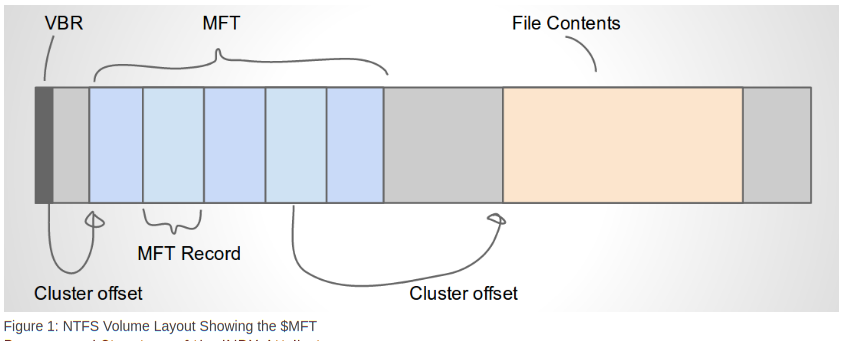 VBR
MFT
File Contents
MFT Record
Cluster offset
Cluster offset
Figure 1: NTFS Volume Layout Showing the $MFT